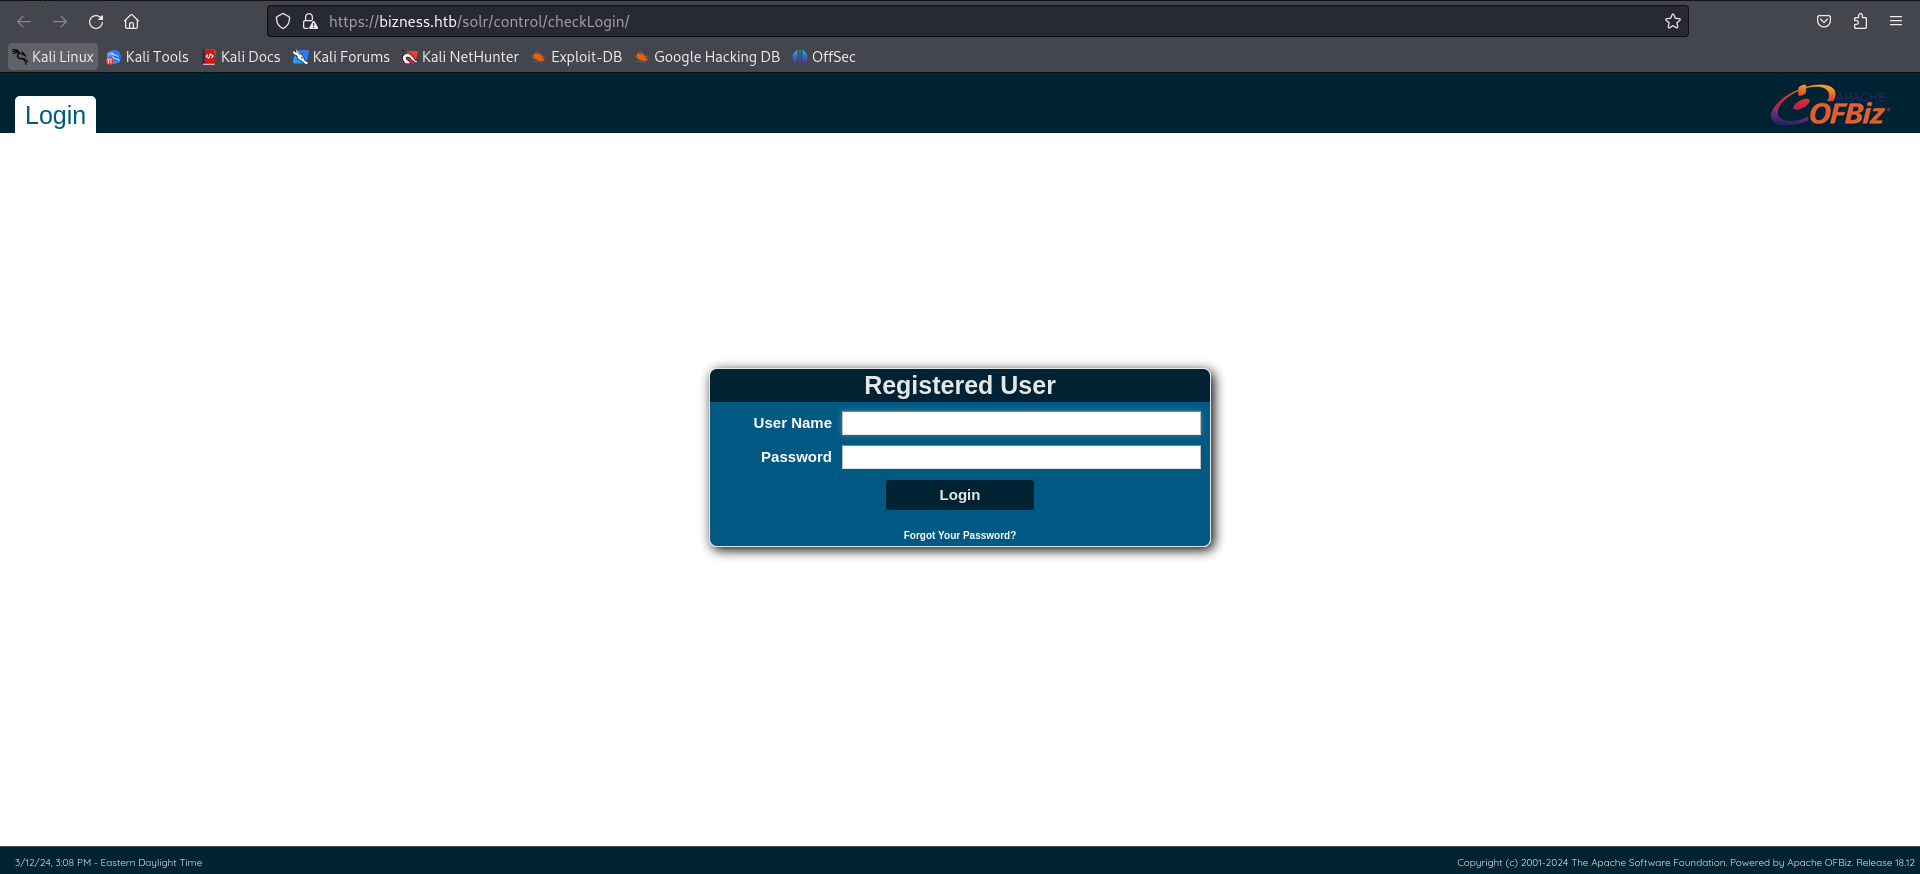 https://bizness.htb/solr/control/checkLogin/
Kali Linux Kali Tools Kali Docs Kali Forums Kali NetHunter Exploit-DB Google Hacking DB OffSec
Login
APACHE
OFBiz
Registered User
User Name
Password
Login
Forgot Your Password?
3/12/24, 3:08 PM - Eastern Daylight Time
Copyright (c) 2001-2024 The Apache Software Foundation. Powered by Apache OFBiz. Release 18.12